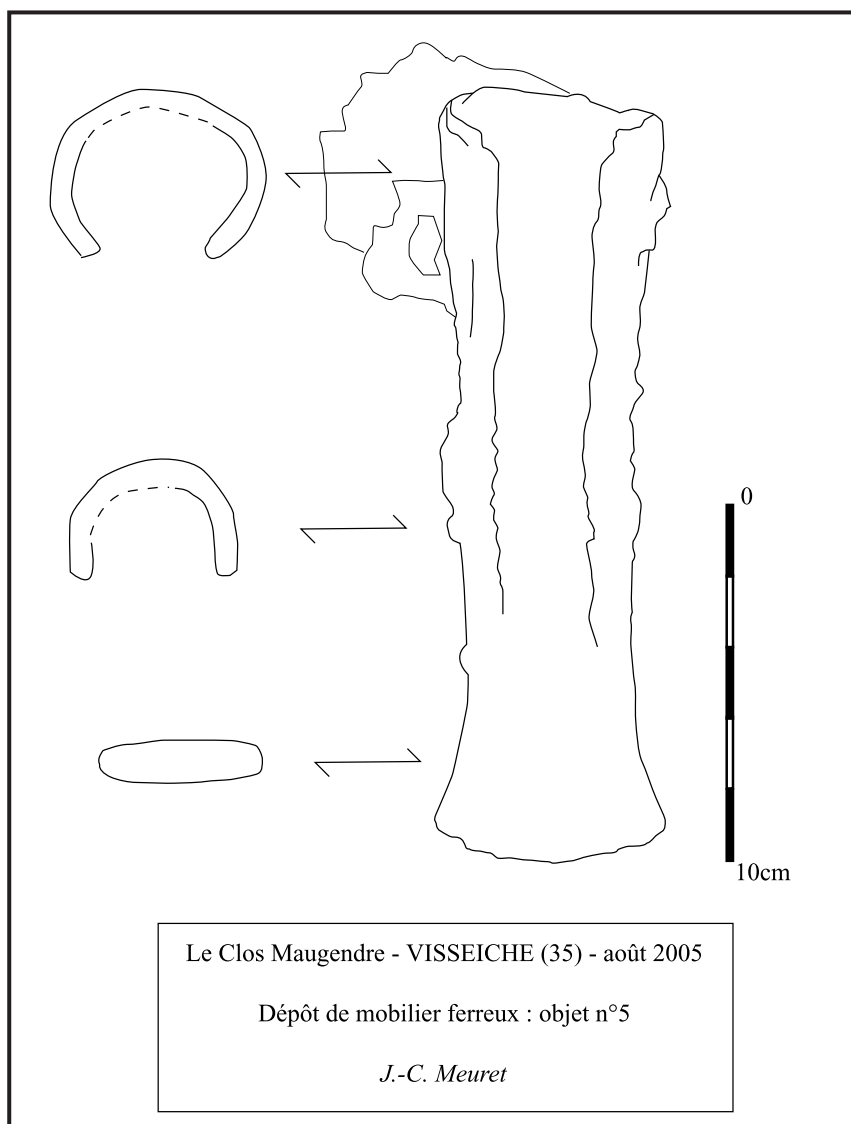 0
10cm
Le Clos Maugendre - VISSEICHE (35) - août 2005
Dépôt de mobilier ferreux : objet n°5
J.-C. Meuret